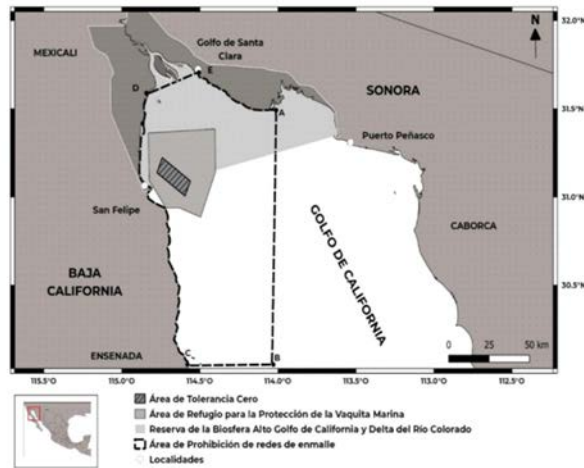 32.0°N
N
MEXICALI
Golfo de Santa
Clara
E
D
SONORA
31.5°N
A
Puerto Peñasco
San Felipe
31.0°N
GOLFO DE CALIFORNIA
CABORCA
BAJA
CALIFORNIA
30.5°N
ENSENADA
C
B
0 25 50 km
115.5°W 115.0°W 114.5°W 114.0°W 113.5°W 113.0°W 112.5°W
Área de Tolerancia Cero
Área de Refugio para la Protección de la Vaquita Marina
Reserva de la Biosfera Alto Golfo de California y Delta del Río Colorado
Área de Prohibición de redes de enmalle
Localidades